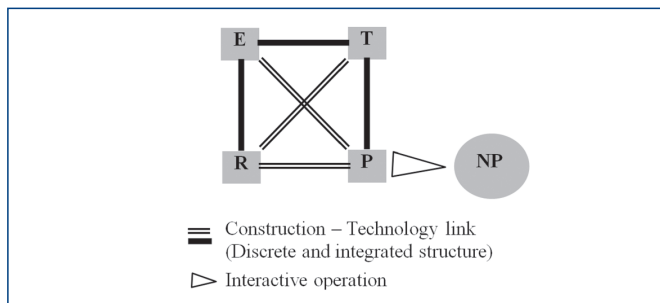 E T
R P NP
Construction – Technology link
(Discrete and integrated structure)
Interactive operation